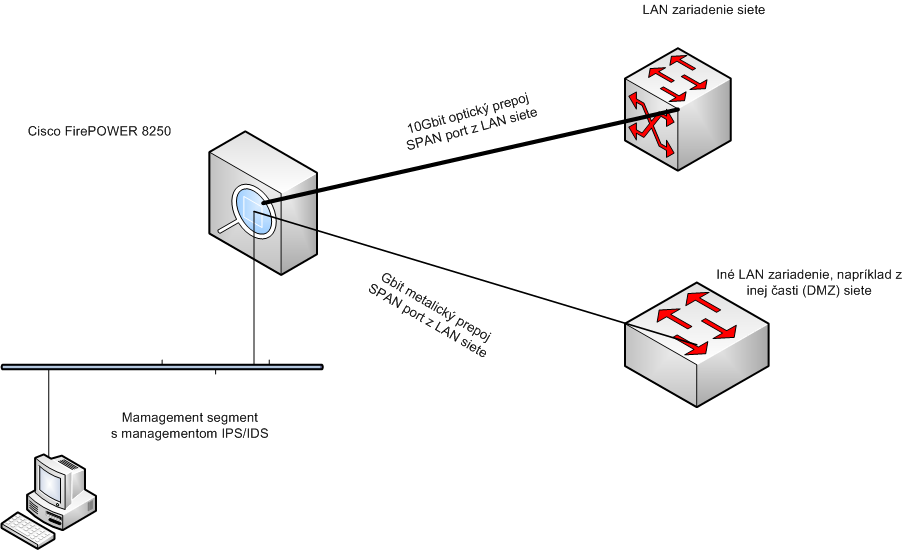 LAN zariadenie siete
Cisco FirePOWER 8250
10Gbit optický prepoj
SPAN port z LAN siete
Gbit metalický prepoj
SPAN port z LAN siete
Iné LAN zariadenie, napríklad z
inej časti (DMZ) siete
Mamagement segment
s managementom IPS/IDS